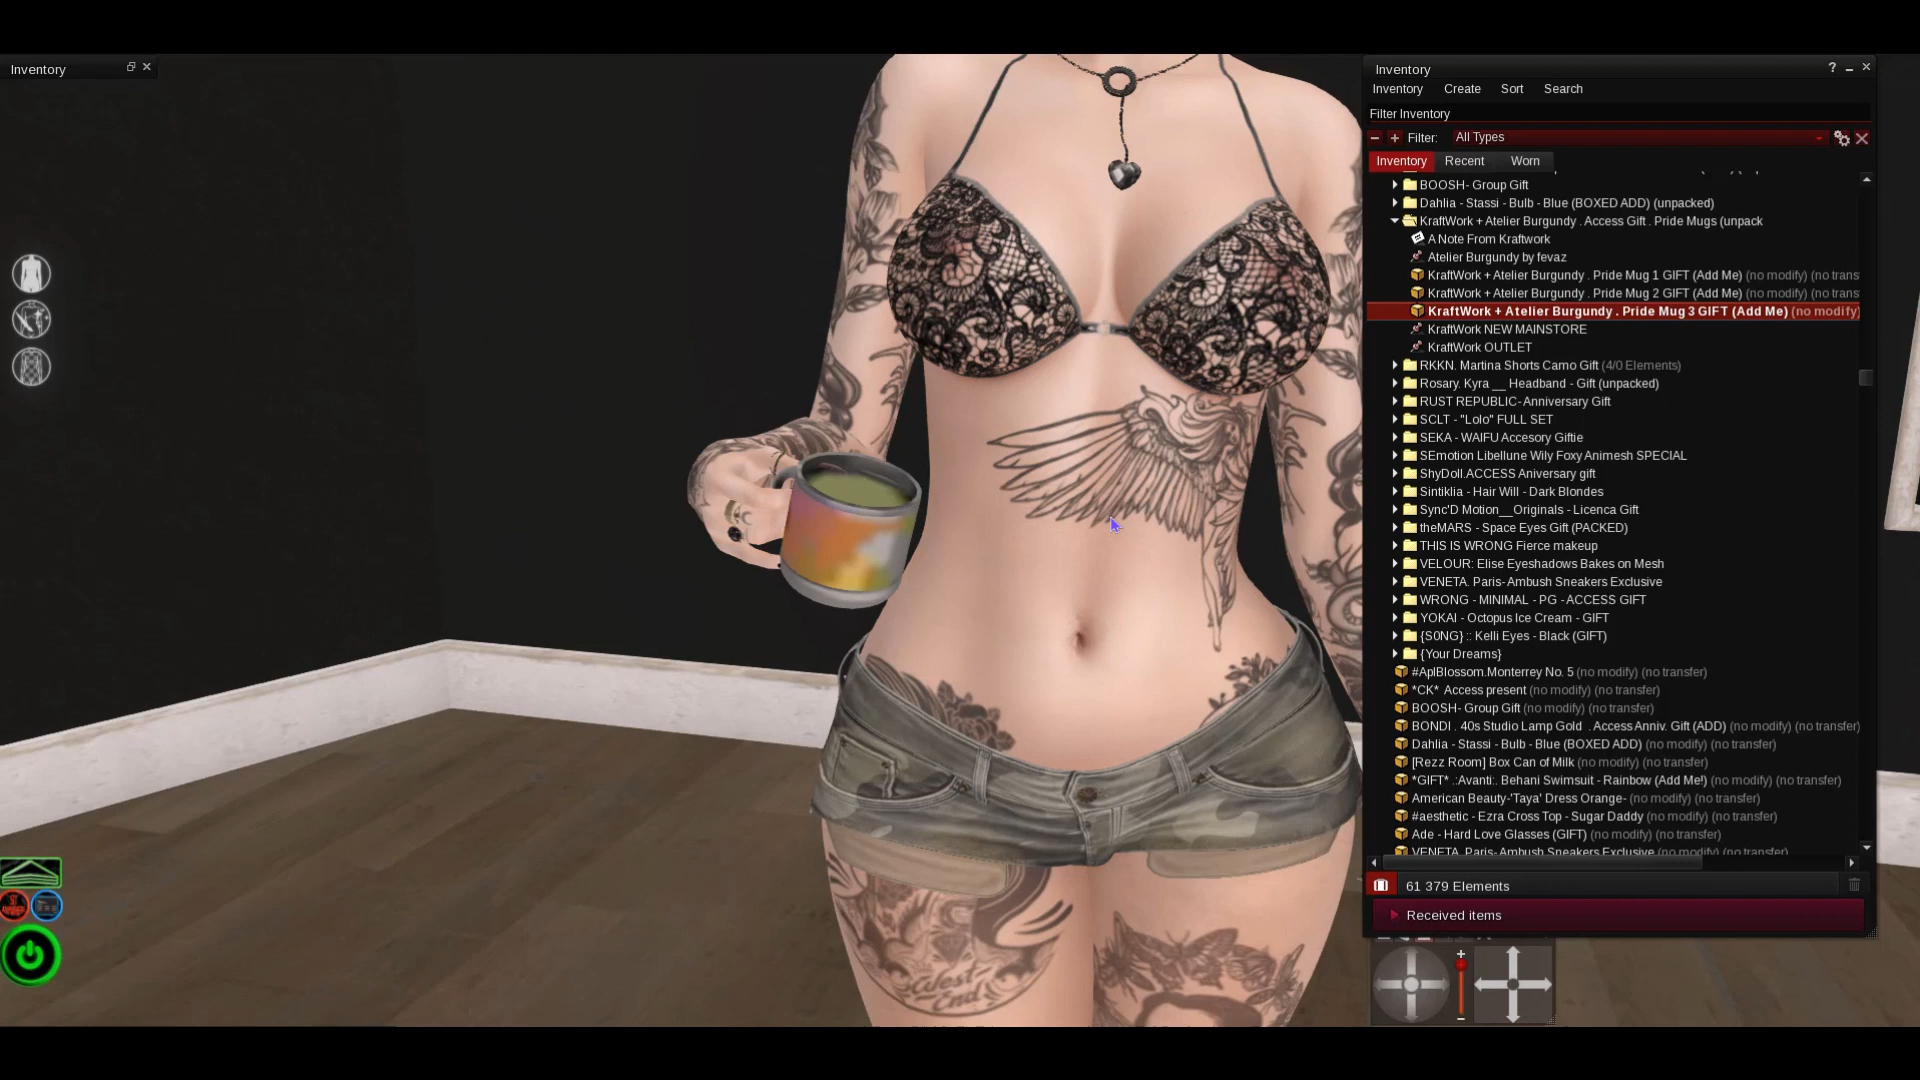 Inventory
Inventory
Inventory Create Sort Search
Filter Inventory
Filter: All Types
Inventory Recent Worn
BOOSH- Group Gift
Dahlia - Stassi - Bulb - Blue (BOXED ADD) (unpacked)
KraftWork + Atelier Burgundy . Access Gift . Pride Mugs (unpack
A Note From Kraftwork
Atelier Burgundy by fevaz
KraftWork + Atelier Burgundy . Pride Mug 1 GIFT (Add Me) (no modify) (no trans
KraftWork + Atelier Burgundy . Pride Mug 2 GIFT (Add Me) (no modify) (no trans
KraftWork + Atelier Burgundy . Pride Mug 3 GIFT (Add Me) (no modify)
KraftWork NEW MAINSTORE
KraftWork OUTLET
RKKN. Martina Shorts Camo Gift (4/0 Elements)
Rosary. Kyra __ Headband - Gift (unpacked)
RUST REPUBLIC- Anniversary Gift
SCLT - "Lolo" FULL SET
SEKA - WAIFU Accesory Giftie
SEmotion Libellune Wily Foxy Animesh SPECIAL
ShyDoll.ACCESS Aniversary gift
Sintiklia - Hair Will - Dark Blondes
Sync'D Motion__Originals - Licenca Gift
theMARS - Space Eyes Gift (PACKED)
THIS IS WRONG Fierce makeup
VELOUR: Elise Eyeshadows Bakes on Mesh
VENETA. Paris- Ambush Sneakers Exclusive
WRONG - MINIMAL - PG - ACCESS GIFT
YOKAI - Octopus Ice Cream - GIFT
{S0NG} :: Kelli Eyes - Black (GIFT)
{Your Dreams}
#AplBlossom.Monterrey No. 5 (no modify) (no transfer)
*CK* Access present (no modify) (no transfer)
BOOSH- Group Gift (no modify) (no transfer)
BONDI . 40s Studio Lamp Gold . Access Anniv. Gift (ADD) (no modify) (no transfer)
Dahlia - Stassi - Bulb - Blue (BOXED ADD) (no modify) (no transfer)
[Rezz Room] Box Can of Milk (no modify) (no transfer)
*GIFT* .:Avanti:. Behani Swimsuit - Rainbow (Add Me!) (no modify) (no transfer)
American Beauty-'Taya' Dress Orange- (no modify) (no transfer)
#aesthetic - Ezra Cross Top - Sugar Daddy (no modify) (no transfer)
Ade - Hard Love Glasses (GIFT) (no modify) (no transfer)
VENETA. Paris- Ambush Sneakers Exclusive (no modify) (no transfer)
61 379 Elements
Received items
West
End